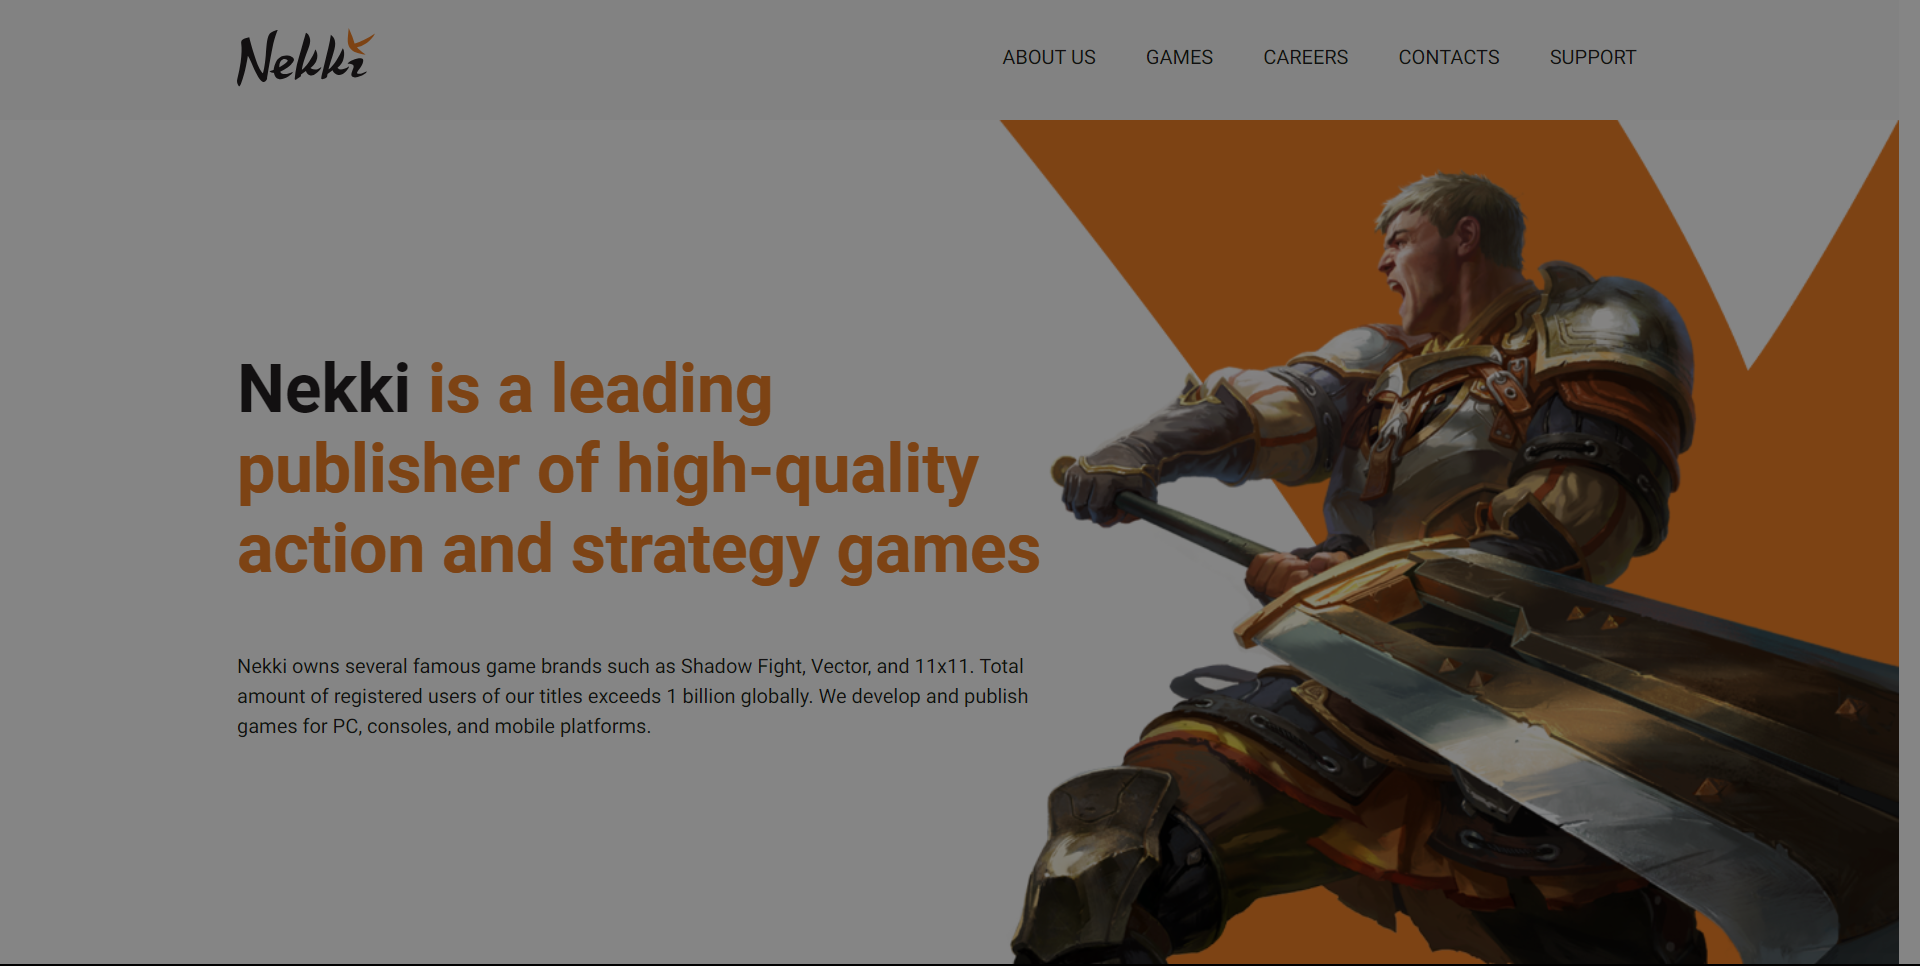 Nekki
ABOUT US
GAMES
CAREERS
CONTACTS
SUPPORT
Nekki is a leading
publisher of high-quality
action and strategy games
Nekki owns several famous game brands such as Shadow Fight, Vector, and 11x11. Total
amount of registered users of our titles exceeds 1 billion globally. We develop and publish
games for PC, consoles, and mobile platforms.